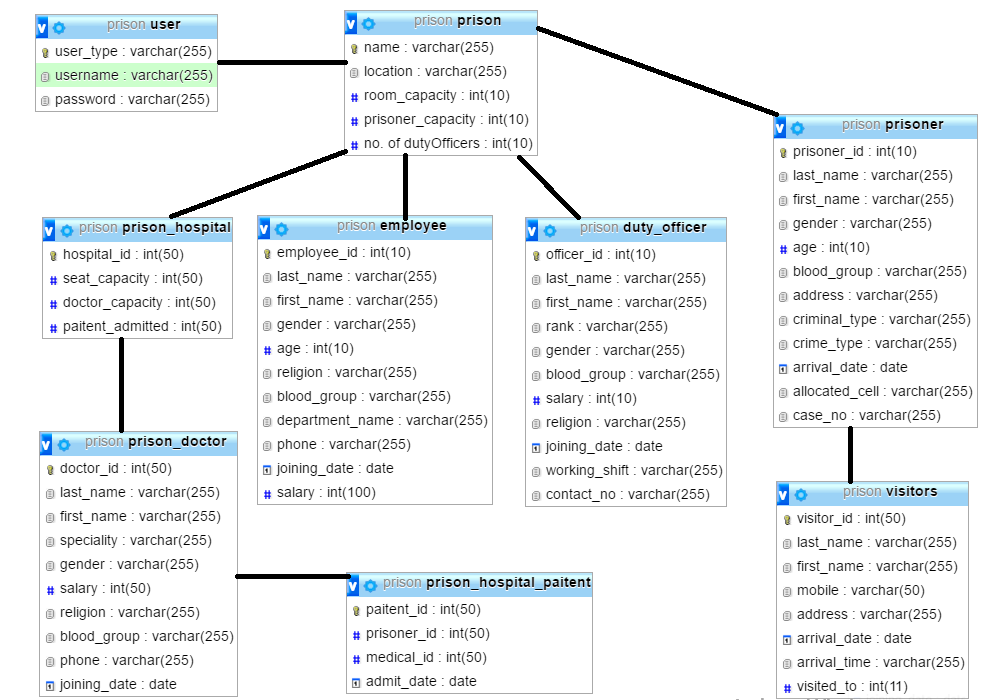 prison user
user_type : varchar(255)
username : varchar(255)
password : varchar(255)
prison prison
name : varchar(255)
location : varchar(255)
room_capacity : int(10)
prisoner_capacity : int(10)
no. of dutyOfficers : int(10)
prison prisoner
prisoner_id : int(10)
last_name : varchar(255)
first_name : varchar(255)
gender : varchar(255)
age : int(10)
blood_group : varchar(255)
address : varchar(255)
criminal_type : varchar(255)
crime_type : varchar(255)
arrival_date : date
allocated_cell : varchar(255)
case_no : varchar(255)
prison prison_hospital
hospital_id : int(50)
seat_capacity : int(50)
doctor_capacity : int(50)
paitent_admitted : int(50)
prison employee
employee_id : int(10)
last_name : varchar(255)
first_name : varchar(255)
gender : varchar(255)
age : int(10)
religion : varchar(255)
blood_group : varchar(255)
department_name : varchar(255)
phone : varchar(255)
joining_date : date
salary : int(100)
prison duty_officer
officer_id : int(10)
last_name : varchar(255)
first_name : varchar(255)
rank : varchar(255)
gender : varchar(255)
blood_group : varchar(255)
salary : int(10)
religion : varchar(255)
joining_date : date
working_shift : varchar(255)
contact_no : varchar(255)
prison prison_doctor
doctor_id : int(50)
last_name : varchar(255)
first_name : varchar(255)
speciality : varchar(255)
gender : varchar(255)
salary : int(50)
religion : varchar(255)
blood_group : varchar(255)
phone : varchar(255)
joining_date : date
prison prison_hospital_paitent
paitent_id : int(50)
prisoner_id : int(50)
medical_id : int(50)
admit_date : date
prison visitors
visitor_id : int(50)
last_name : varchar(255)
first_name : varchar(255)
mobile : varchar(50)
address : varchar(255)
arrival_date : date
arrival_time : varchar(255)
visited_to : int(11)